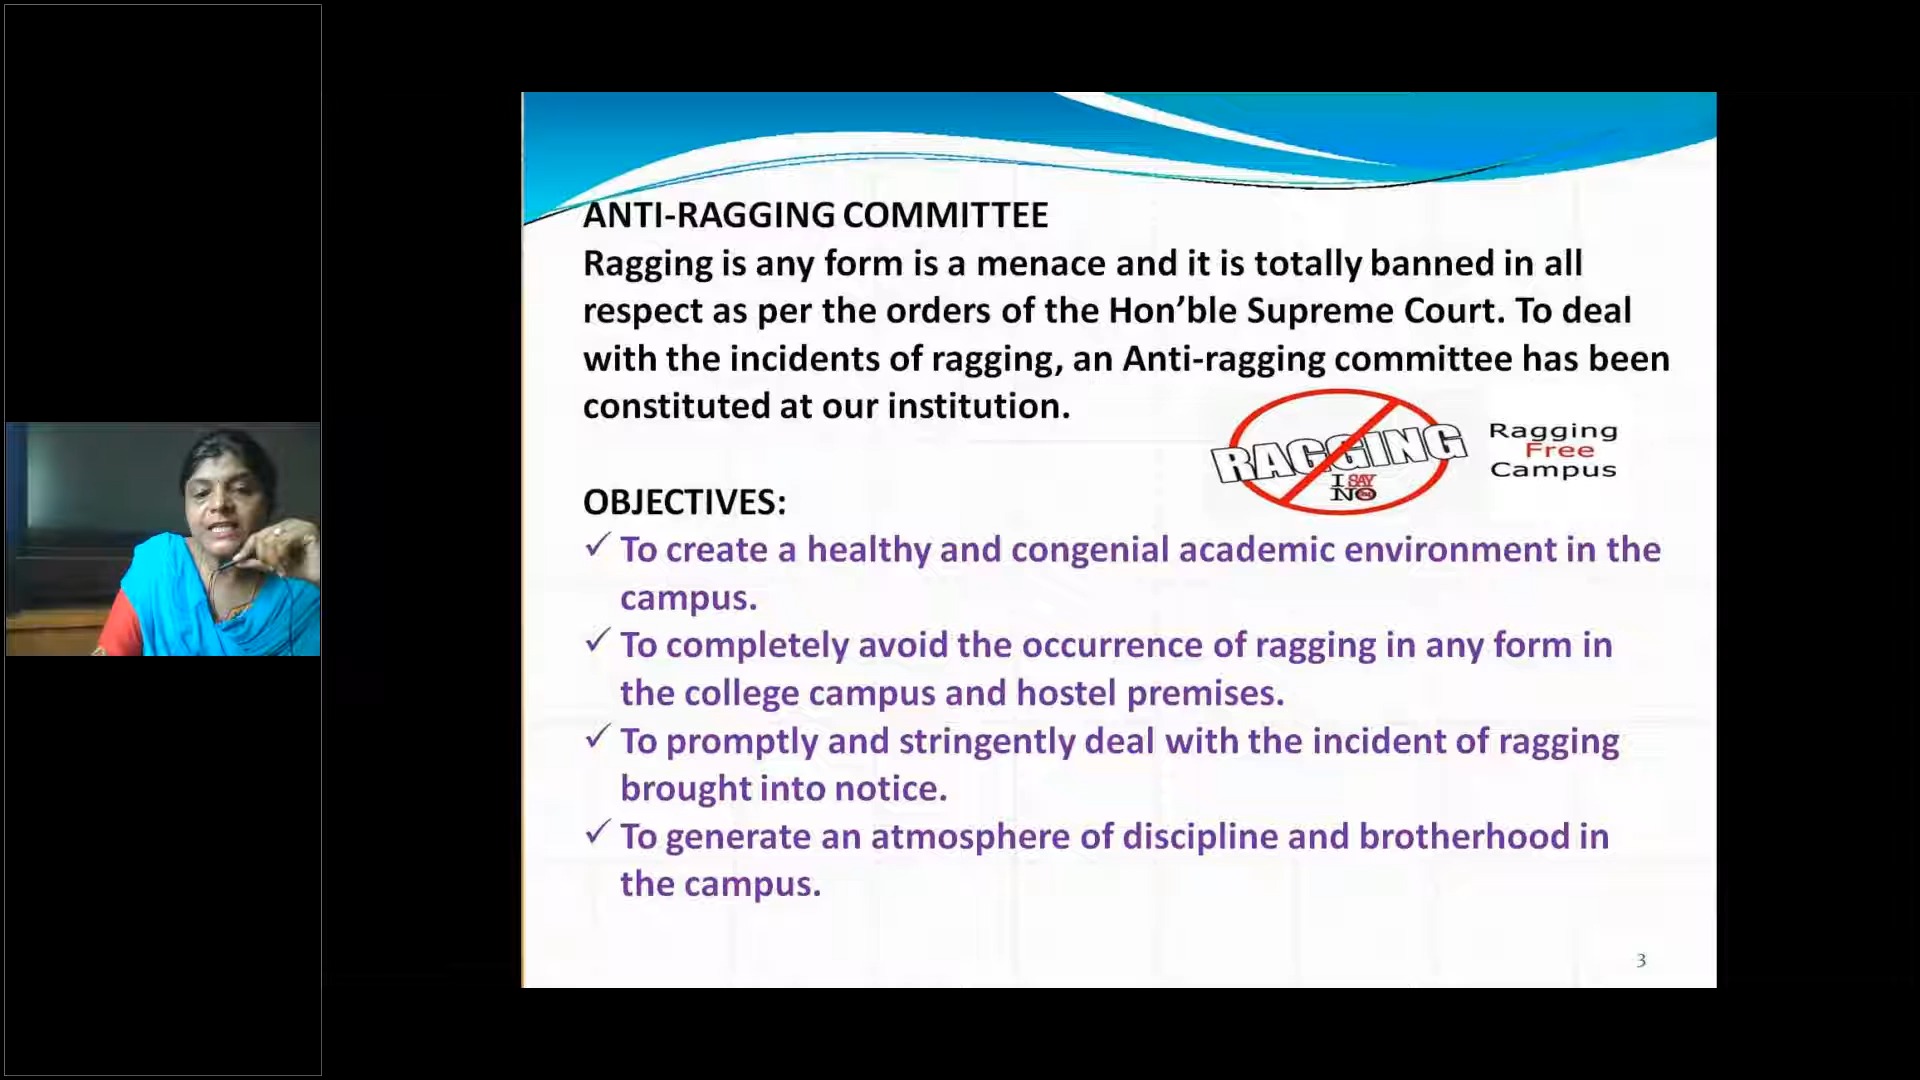 ANTI-RAGGING COMMITTEE
Ragging is any form is a menace and it is totally banned in all
respect as per the orders of the Hon’ble Supreme Court. To deal
with the incidents of ragging, an Anti-ragging committee has been
constituted at our institution.
RAGGING
I SAY
NO
Ragging
Free
Campus
OBJECTIVES:
✓ To create a healthy and congenial academic environment in the
campus.
✓ To completely avoid the occurrence of ragging in any form in
the college campus and hostel premises.
✓ To promptly and stringently deal with the incident of ragging
brought into notice.
✓ To generate an atmosphere of discipline and brotherhood in
the campus.
3